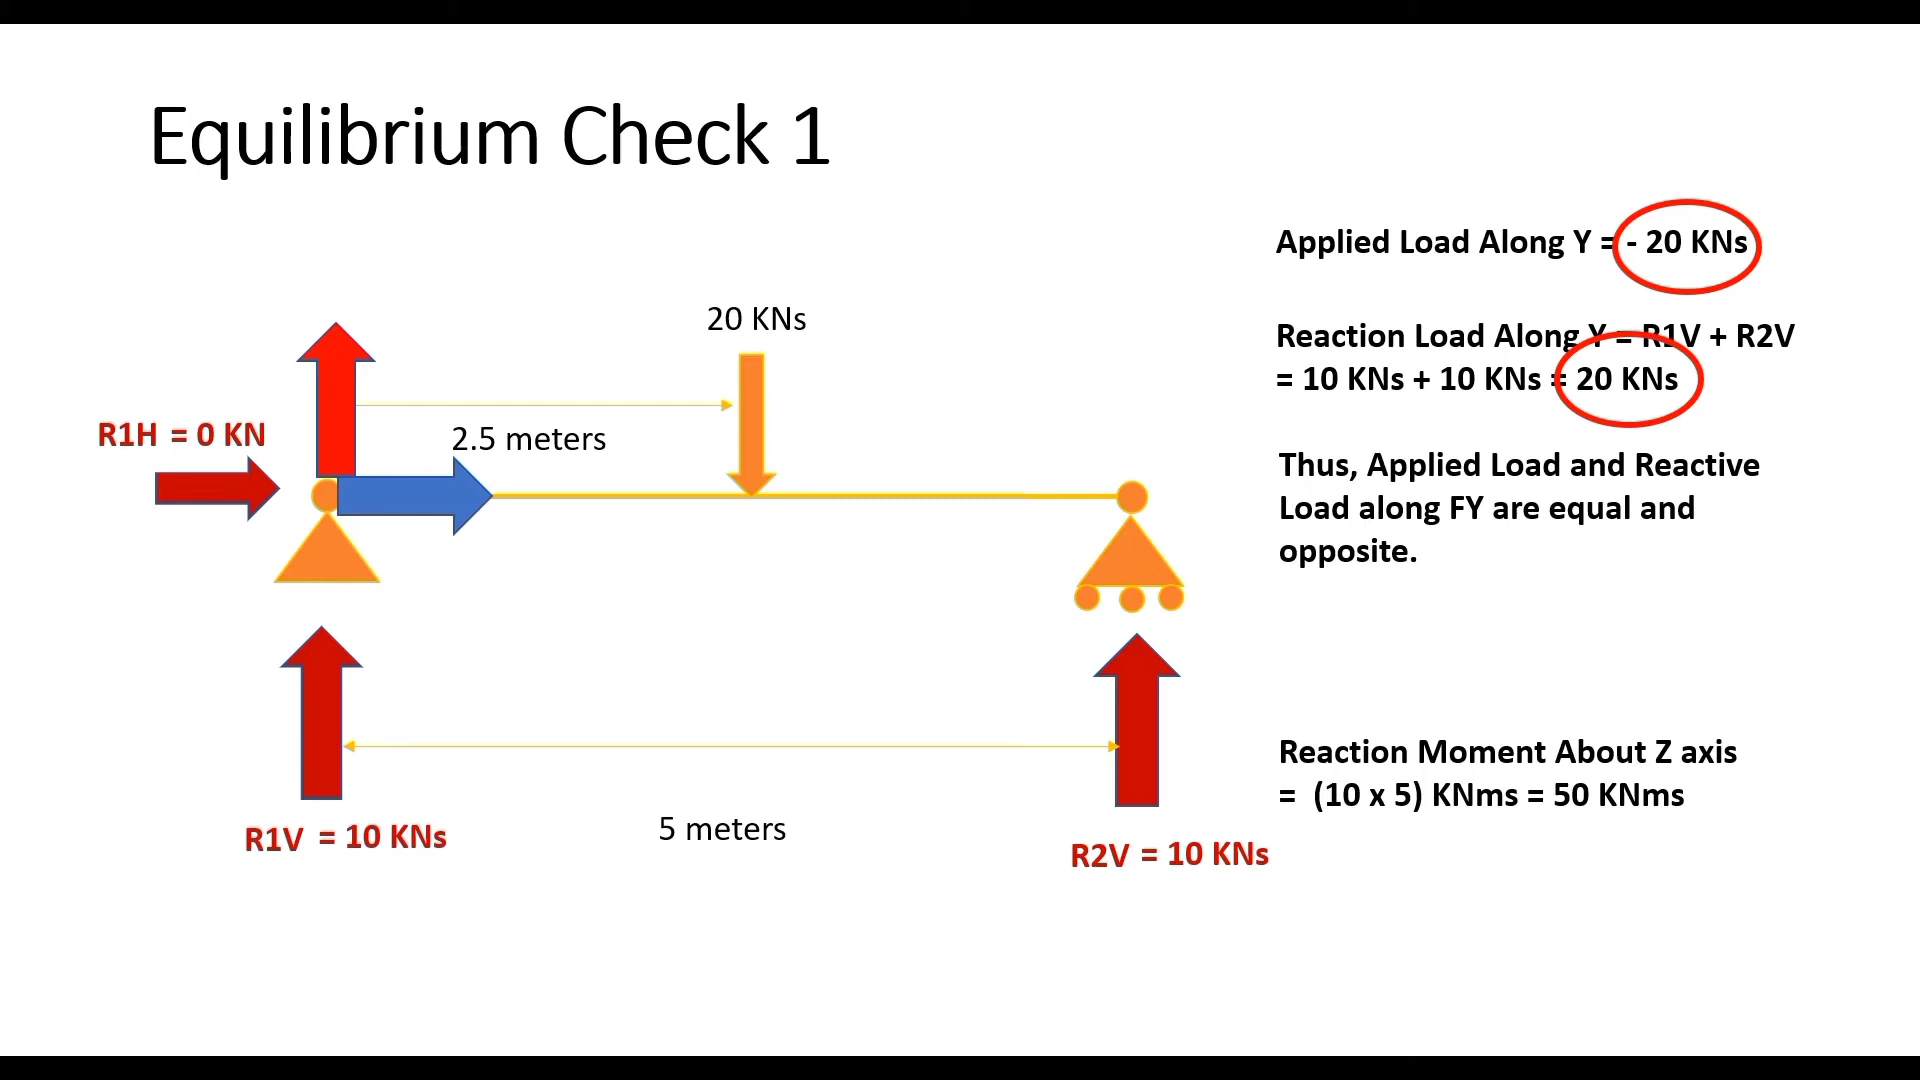 Equilibrium Check 1
Applied Load Along Y = - 20 KNs
20 KNs
Reaction Load Along Y = R1V + R2V
= 10 KNs + 10 KNs = 20 KNs
R1H = 0 KN
2.5 meters
Thus, Applied Load and Reactive
Load along FY are equal and
opposite.
Reaction Moment About Z axis
= (10 x 5) KNms = 50 KNms
R1V = 10 KNs
5 meters
R2V = 10 KNs